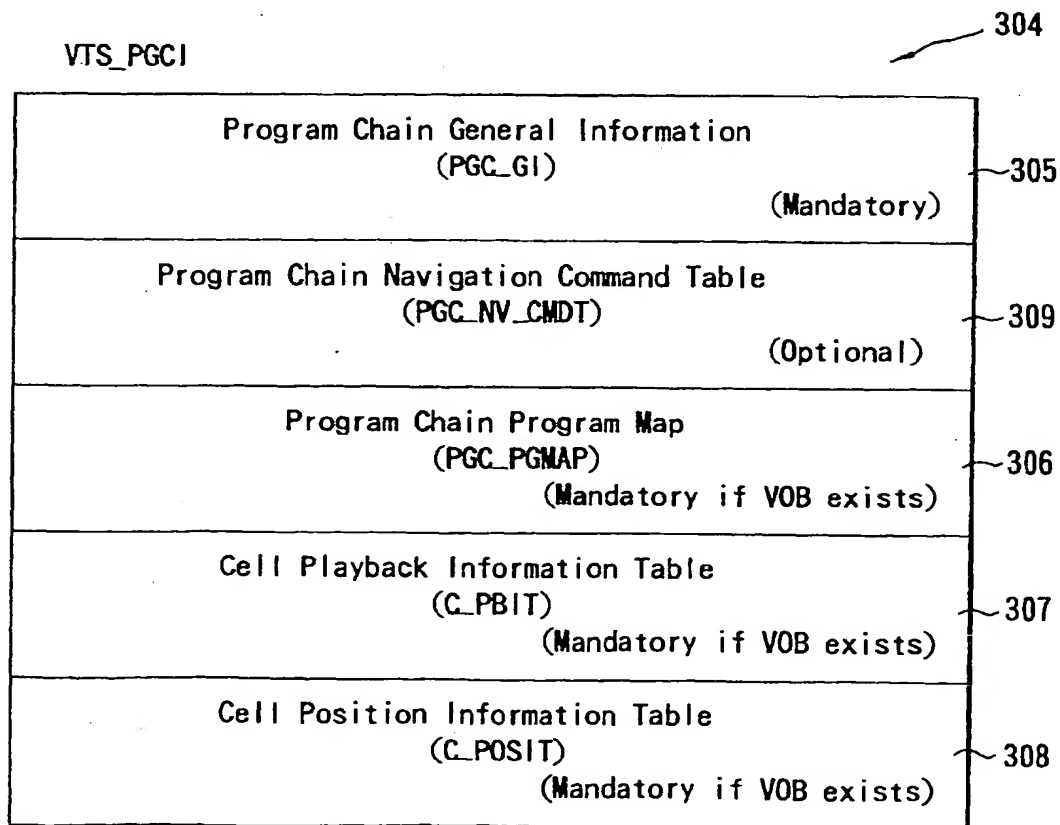 304
VTS_PGCI
Program Chain General Information
(PGC_GI)
(Mandatory)
305
Program Chain Navigation Command Table
(PGC_NV_CMDT)
(Optional)
309
Program Chain Program Map
(PGC_PGMAP)
(Mandatory if VOB exists)
306
Cell Playback Information Table
(C_PBIT)
(Mandatory if VOB exists)
307
Cell Position Information Table
(C_POSIT)
(Mandatory if VOB exists)
308